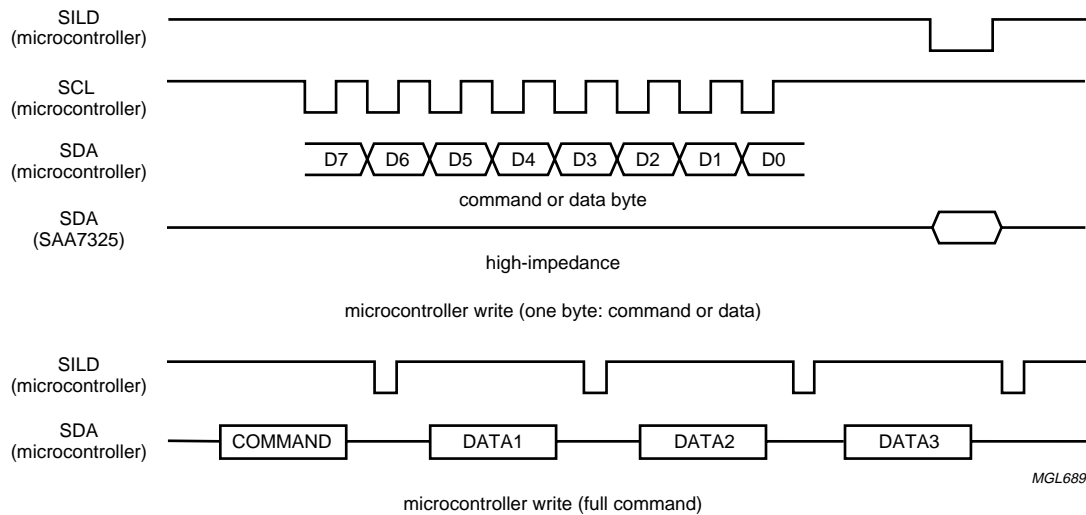 SILD
(microcontroller)
SCL
(microcontroller)
SDA
(microcontroller)
D7 D6 D5 D4 D3 D2 D1 D0
command or data byte
SDA
(SAA7325)
high-impedance
microcontroller write (one byte: command or data)
SILD
(microcontroller)
SDA
(microcontroller)
COMMAND DATA1 DATA2 DATA3
MGL689
microcontroller write (full command)